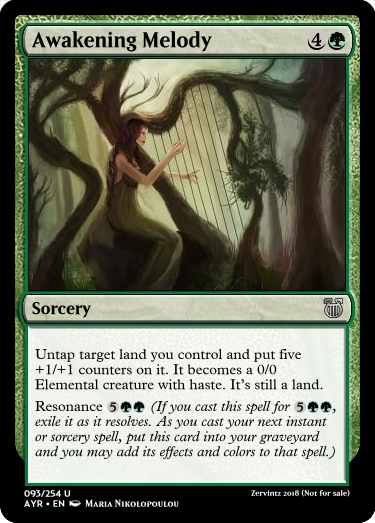 Awakening Melody 4
Sorcery
Untap target land you control and put five
+1/+1 counters on it. It becomes a 0/0
Elemental creature with haste. It's still a land.
Resonance 5 (If you cast this spell for 5,
exile it as it resolves. As you cast your next
instant or sorcery spell, put this card into your graveyard
and you may add its effects and colors to that spell.)
093/254 U Zervintz 2018 (Not for sale)
AYR • EN Maria Nikolopoulou